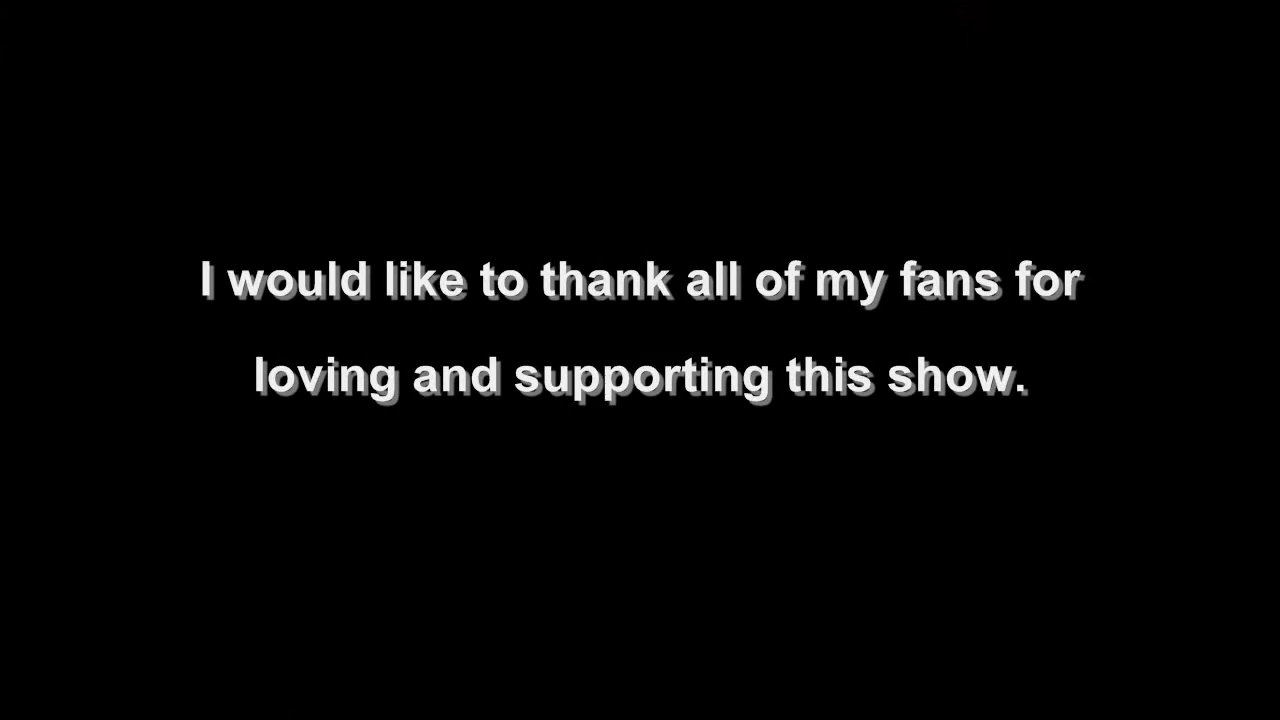 I would like to thank all of my fans for
loving and supporting this show.